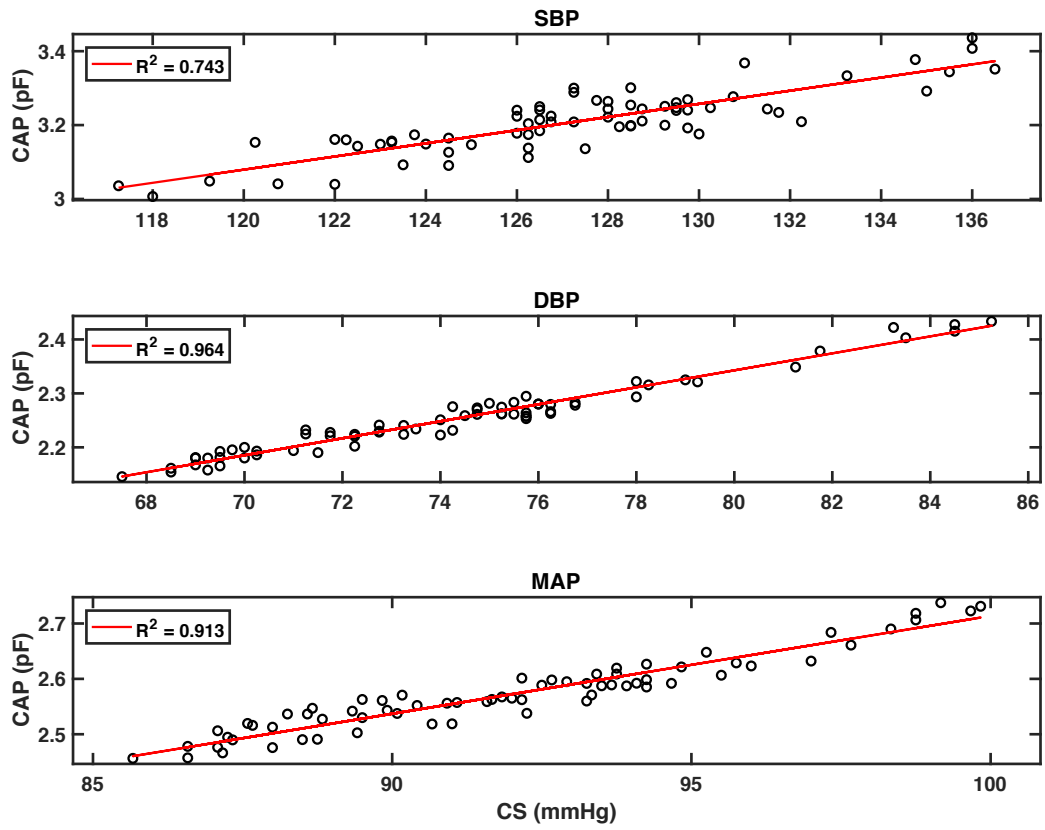 SBP
R² = 0.743
CAP (pF)
3.4
3.2
3
118 120 122 124 126 128 130 132 134 136
DBP
R² = 0.964
CAP (pF)
2.4
2.3
2.2
68 70 72 74 76 78 80 82 84 86
MAP
R² = 0.913
CAP (pF)
2.7
2.6
2.5
85 90 95 100
CS (mmHg)